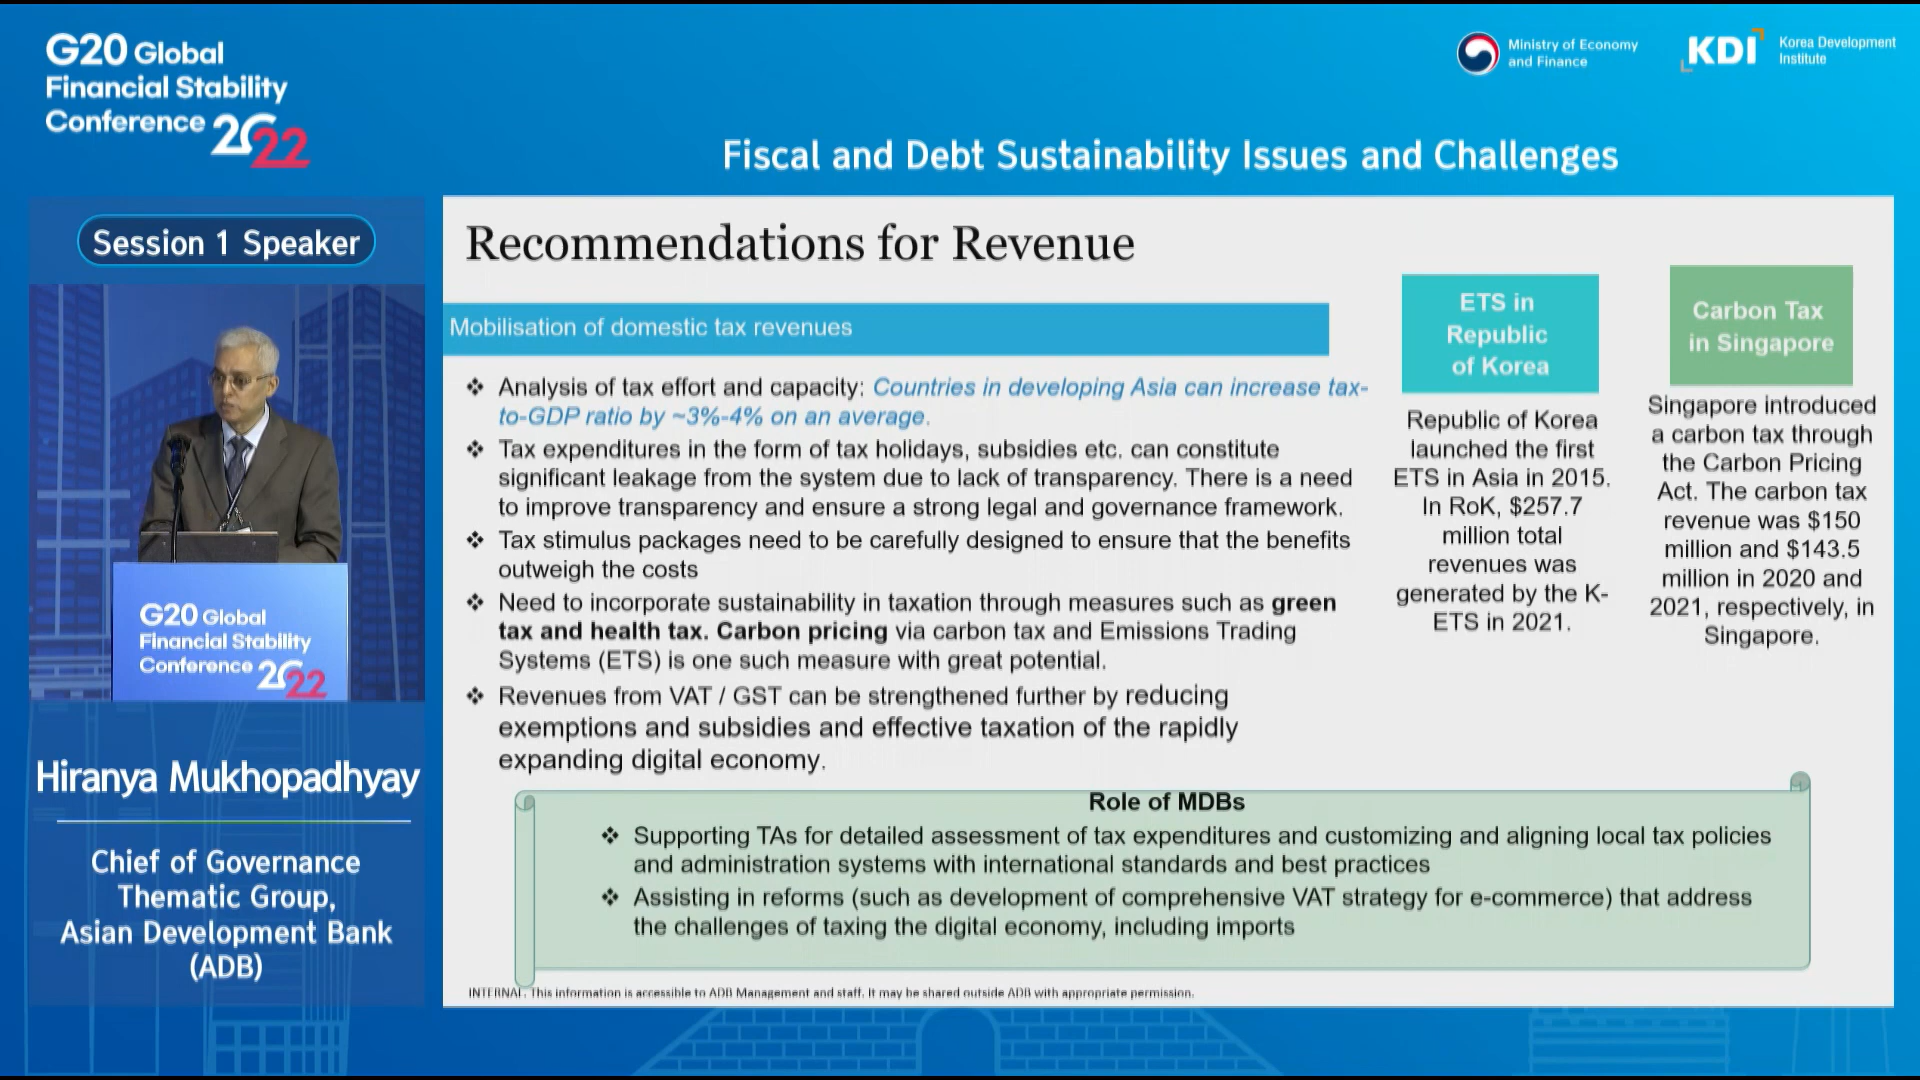 G20 Global
Financial Stability
Conference 2022
Ministry of Economy
and Finance
KDI
Korea Development
Institute
Fiscal and Debt Sustainability Issues and Challenges
Session 1 Speaker
G20 Global
Financial Stability
Conference 2022
Hiranya Mukhopadhyay
Chief of Governance
Thematic Group,
Asian Development Bank
(ADB)
Recommendations for Revenue
Mobilisation of domestic tax revenues
❖ Analysis of tax effort and capacity: Countries in developing Asia can increase tax-
to-GDP ratio by ~3%-4% on an average.
❖ Tax expenditures in the form of tax holidays, subsidies etc. can constitute
significant leakage from the system due to lack of transparency. There is a need
to improve transparency and ensure a strong legal and governance framework.
❖ Tax stimulus packages need to be carefully designed to ensure that the benefits
outweigh the costs
❖ Need to incorporate sustainability in taxation through measures such as green
tax and health tax. Carbon pricing via carbon tax and Emissions Trading
Systems (ETS) is one such measure with great potential.
❖ Revenues from VAT / GST can be strengthened further by reducing
exemptions and subsidies and effective taxation of the rapidly
expanding digital economy.
ETS in
Republic
of Korea
Republic of Korea
launched the first
ETS in Asia in 2015.
In RoK, $257.7
million total
revenues was
generated by the K-
ETS in 2021.
Carbon Tax
in Singapore
Singapore introduced
a carbon tax through
the Carbon Pricing
Act. The carbon tax
revenue was $150
million and $143.5
million in 2020 and
2021, respectively, in
Singapore.
Role of MDBs
❖ Supporting TAs for detailed assessment of tax expenditures and customizing and aligning local tax policies
and administration systems with international standards and best practices
❖ Assisting in reforms (such as development of comprehensive VAT strategy for e-commerce) that address
the challenges of taxing the digital economy, including imports
INTERNAL. This information is accessible to ADB Management and staff. It may be shared outside ADB with appropriate permission.